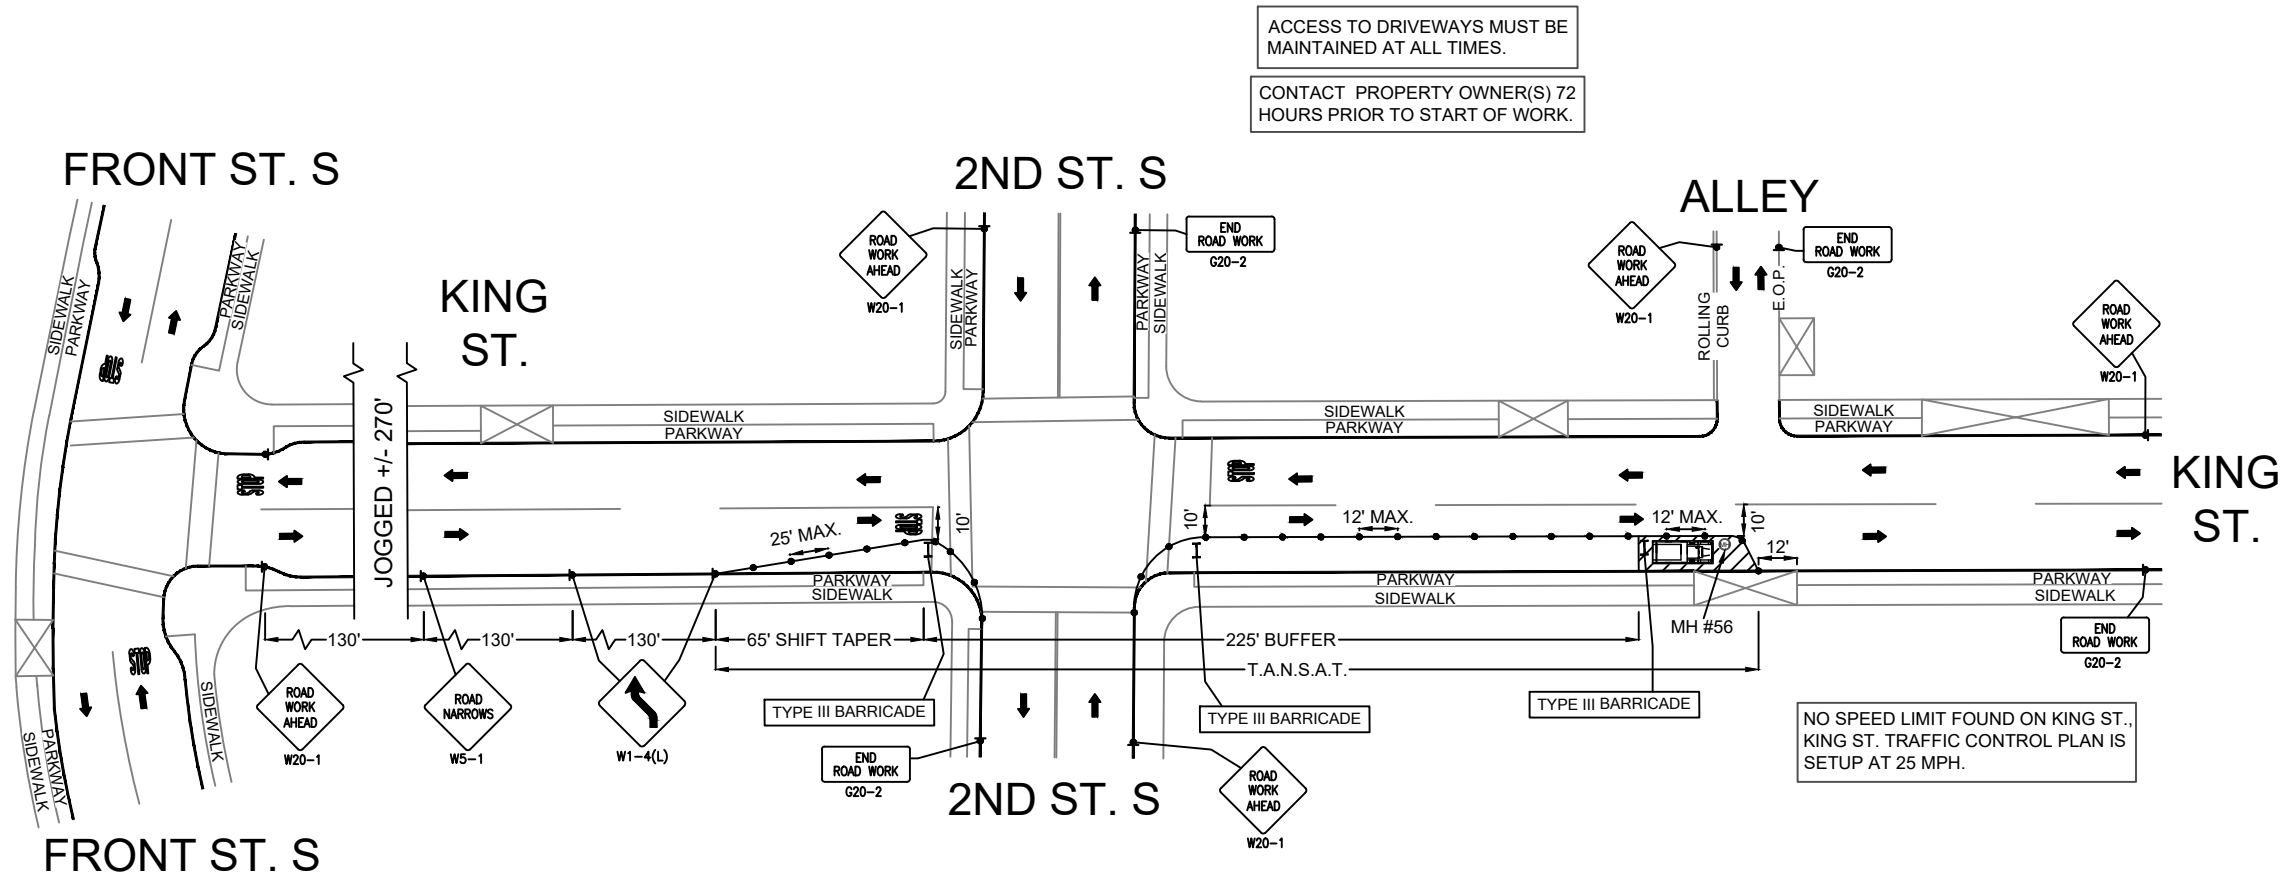 ACCESS TO DRIVEWAYS MUST BE
MAINTAINED AT ALL TIMES.
CONTACT PROPERTY OWNER(S) 72
HOURS PRIOR TO START OF WORK.
FRONT ST. S
2ND ST. S
ALLEY
KING
ST.
ROAD
WORK
AHEAD
W20-1
END
ROAD WORK
G20-2
ROAD
WORK
AHEAD
W20-1
END
ROAD WORK
G20-2
ROAD
WORK
AHEAD
W20-1
SIDEWALK
PARKWAY
PARKWAY
SIDEWALK
SIDEWALK
PARKWAY
PARKWAY
SIDEWALK
ROLLING
CURB
E.O.P.
STOP
SIDEWALK
PARKWAY
SIDEWALK
PARKWAY
SIDEWALK
PARKWAY
STOP
STOP
KING
ST.
JOGGED +/- 270'
25' MAX.
STOP
10'
10'
12' MAX.
12' MAX.
10'
12'
PARKWAY
SIDEWALK
PARKWAY
SIDEWALK
PARKWAY
SIDEWALK
130'
130'
130'
65' SHIFT TAPER
225' BUFFER
MH #56
T.A.N.S.A.T.
STOP
SIDEWALK
PARKWAY
SIDEWALK
ROAD
WORK
AHEAD
W20-1
ROAD
NARROWS
W5-1
W1-4(L)
TYPE III BARRICADE
TYPE III BARRICADE
TYPE III BARRICADE
END
ROAD WORK
G20-2
END
ROAD WORK
G20-2
ROAD
WORK
AHEAD
W20-1
NO SPEED LIMIT FOUND ON KING ST.,
KING ST. TRAFFIC CONTROL PLAN IS
SETUP AT 25 MPH.
2ND ST. S
FRONT ST. S